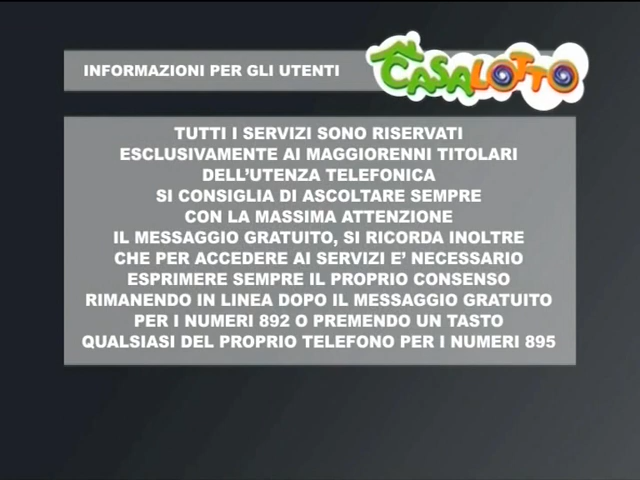 INFORMAZIONI PER GLI UTENTI
CASALOTTO
TUTTI I SERVIZI SONO RISERVATI
ESCLUSIVAMENTE AI MAGGIORENNI TITOLARI
DELL'UTENZA TELEFONICA
SI CONSIGLIA DI ASCOLTARE SEMPRE
CON LA MASSIMA ATTENZIONE
IL MESSAGGIO GRATUITO, SI RICORDA INOLTRE
CHE PER ACCEDERE AI SERVIZI E' NECESSARIO
ESPRIMERE SEMPRE IL PROPRIO CONSENSO
RIMANENDO IN LINEA DOPO IL MESSAGGIO GRATUITO
PER I NUMERI 892 O PREMENDO UN TASTO
QUALSIASI DEL PROPRIO TELEFONO PER I NUMERI 895